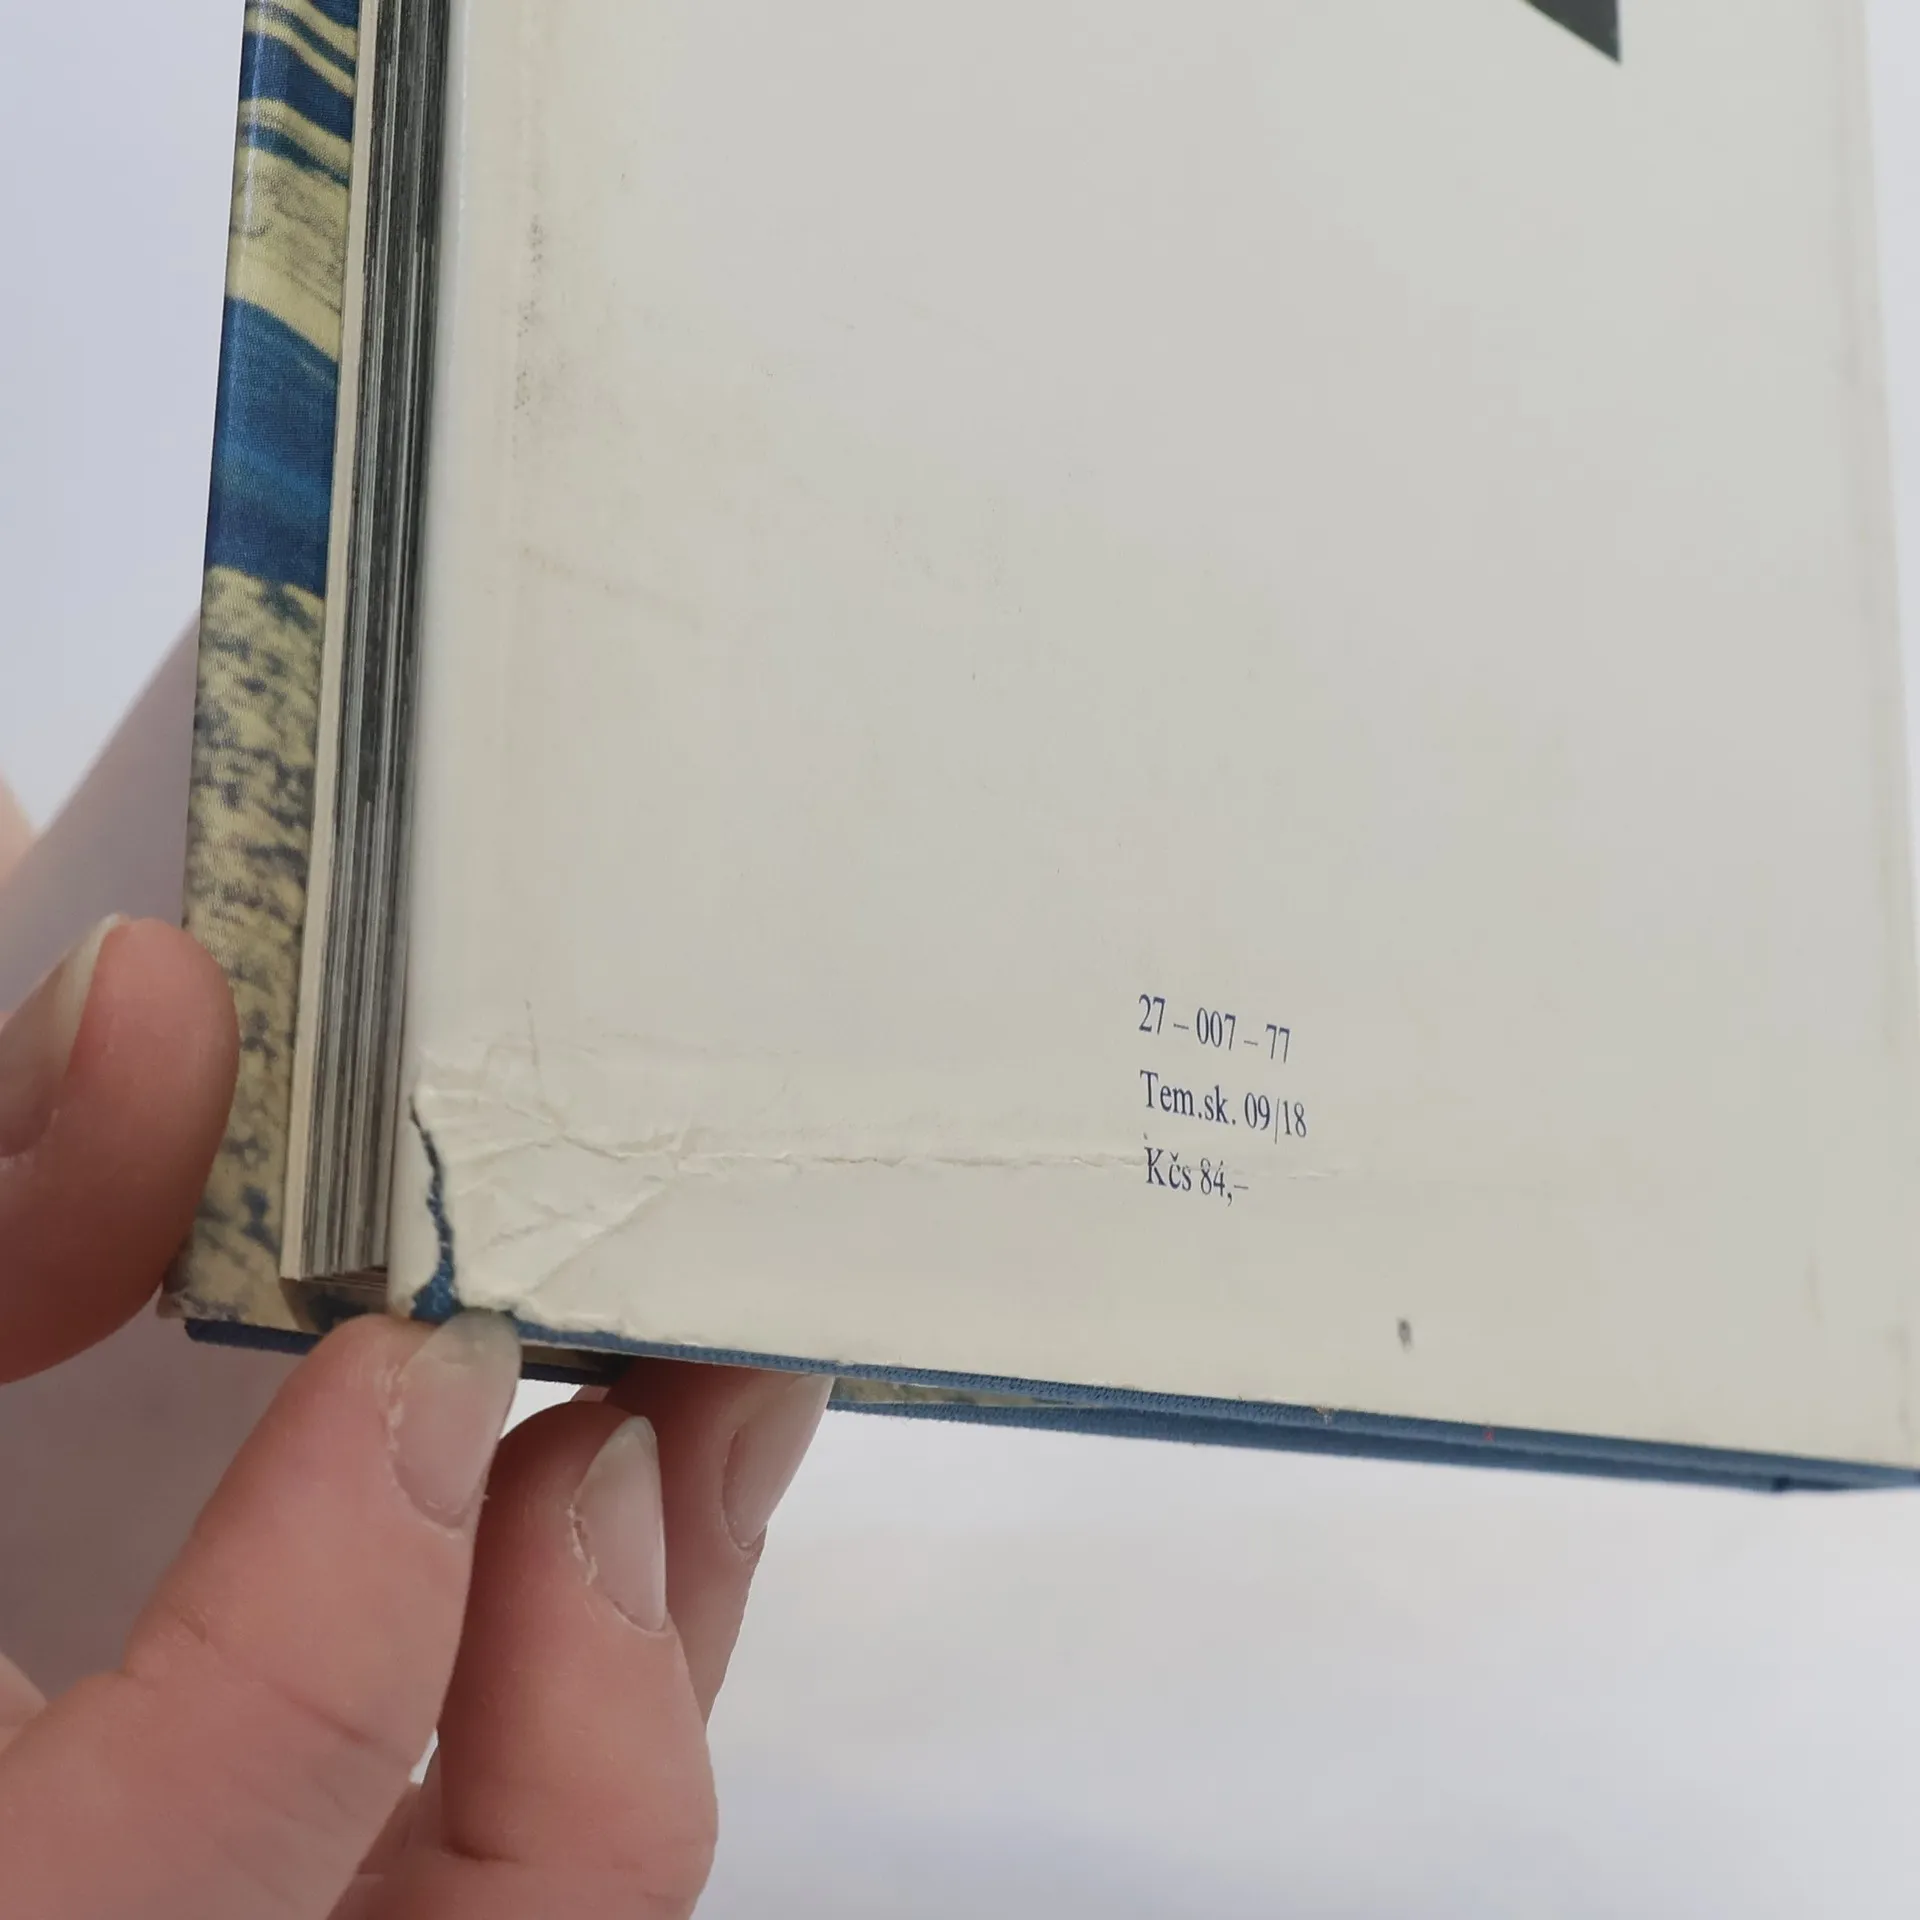 27 – 007 – 77
Tem.sk. 09/18
Kčs 84,–